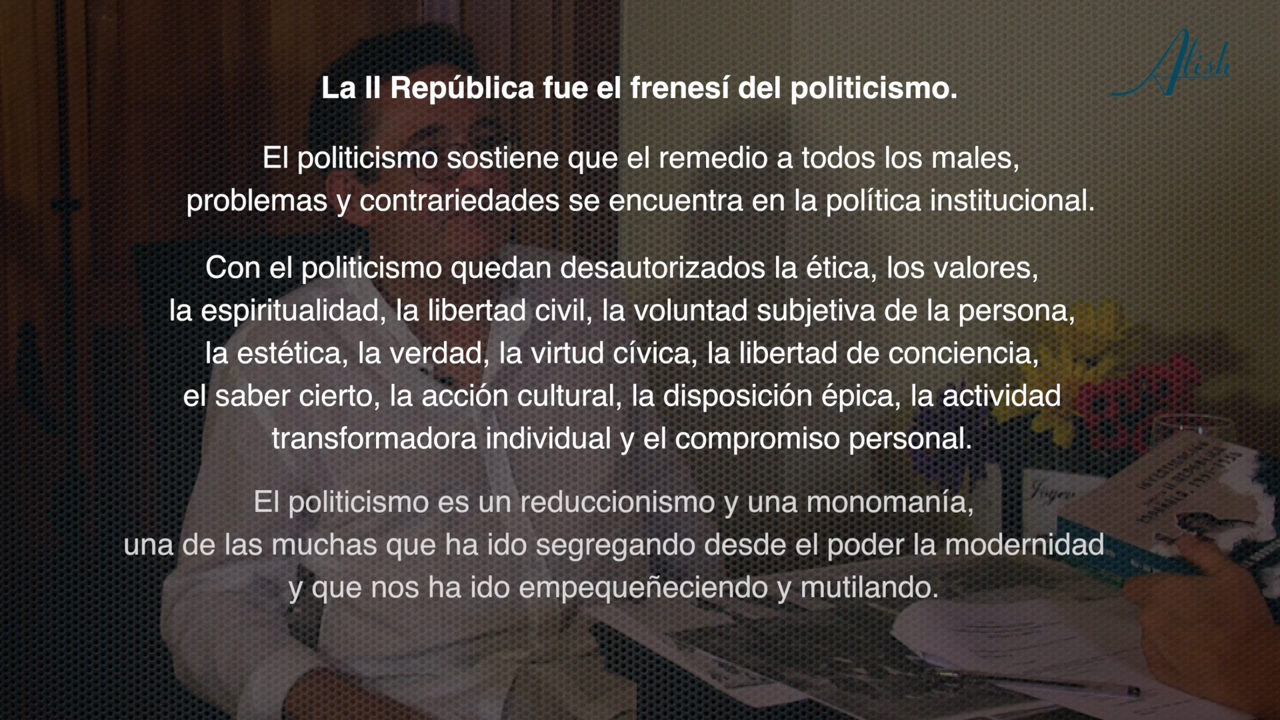 Alish
La II República fue el frenesí del politicismo.
El politicismo sostiene que el remedio a todos los males,
problemas y contrariedades se encuentra en la política institucional.
Con el politicismo quedan desautorizados la ética, los valores,
la espiritualidad, la libertad civil, la voluntad subjetiva de la persona,
la estética, la verdad, la virtud cívica, la libertad de conciencia,
el saber cierto, la acción cultural, la disposición épica, la actividad
transformadora individual y el compromiso personal.
El politicismo es un reduccionismo y una monomanía,
una de las muchas que ha ido segregando desde el poder la modernidad
y que nos ha ido empequeñeciendo y mutilando.